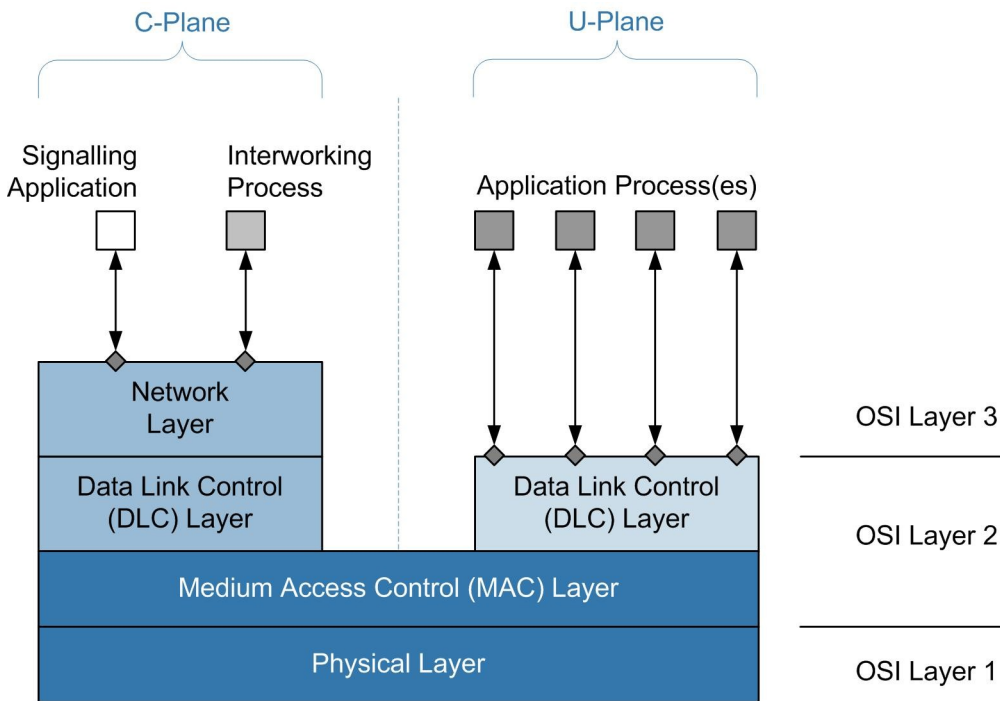 C-Plane
U-Plane
Signalling
Application
Interworking
Process
Application Process(es)
Network
Layer
OSI Layer 3
Data Link Control
(DLC) Layer
Data Link Control
(DLC) Layer
OSI Layer 2
Medium Access Control (MAC) Layer
Physical Layer
OSI Layer 1